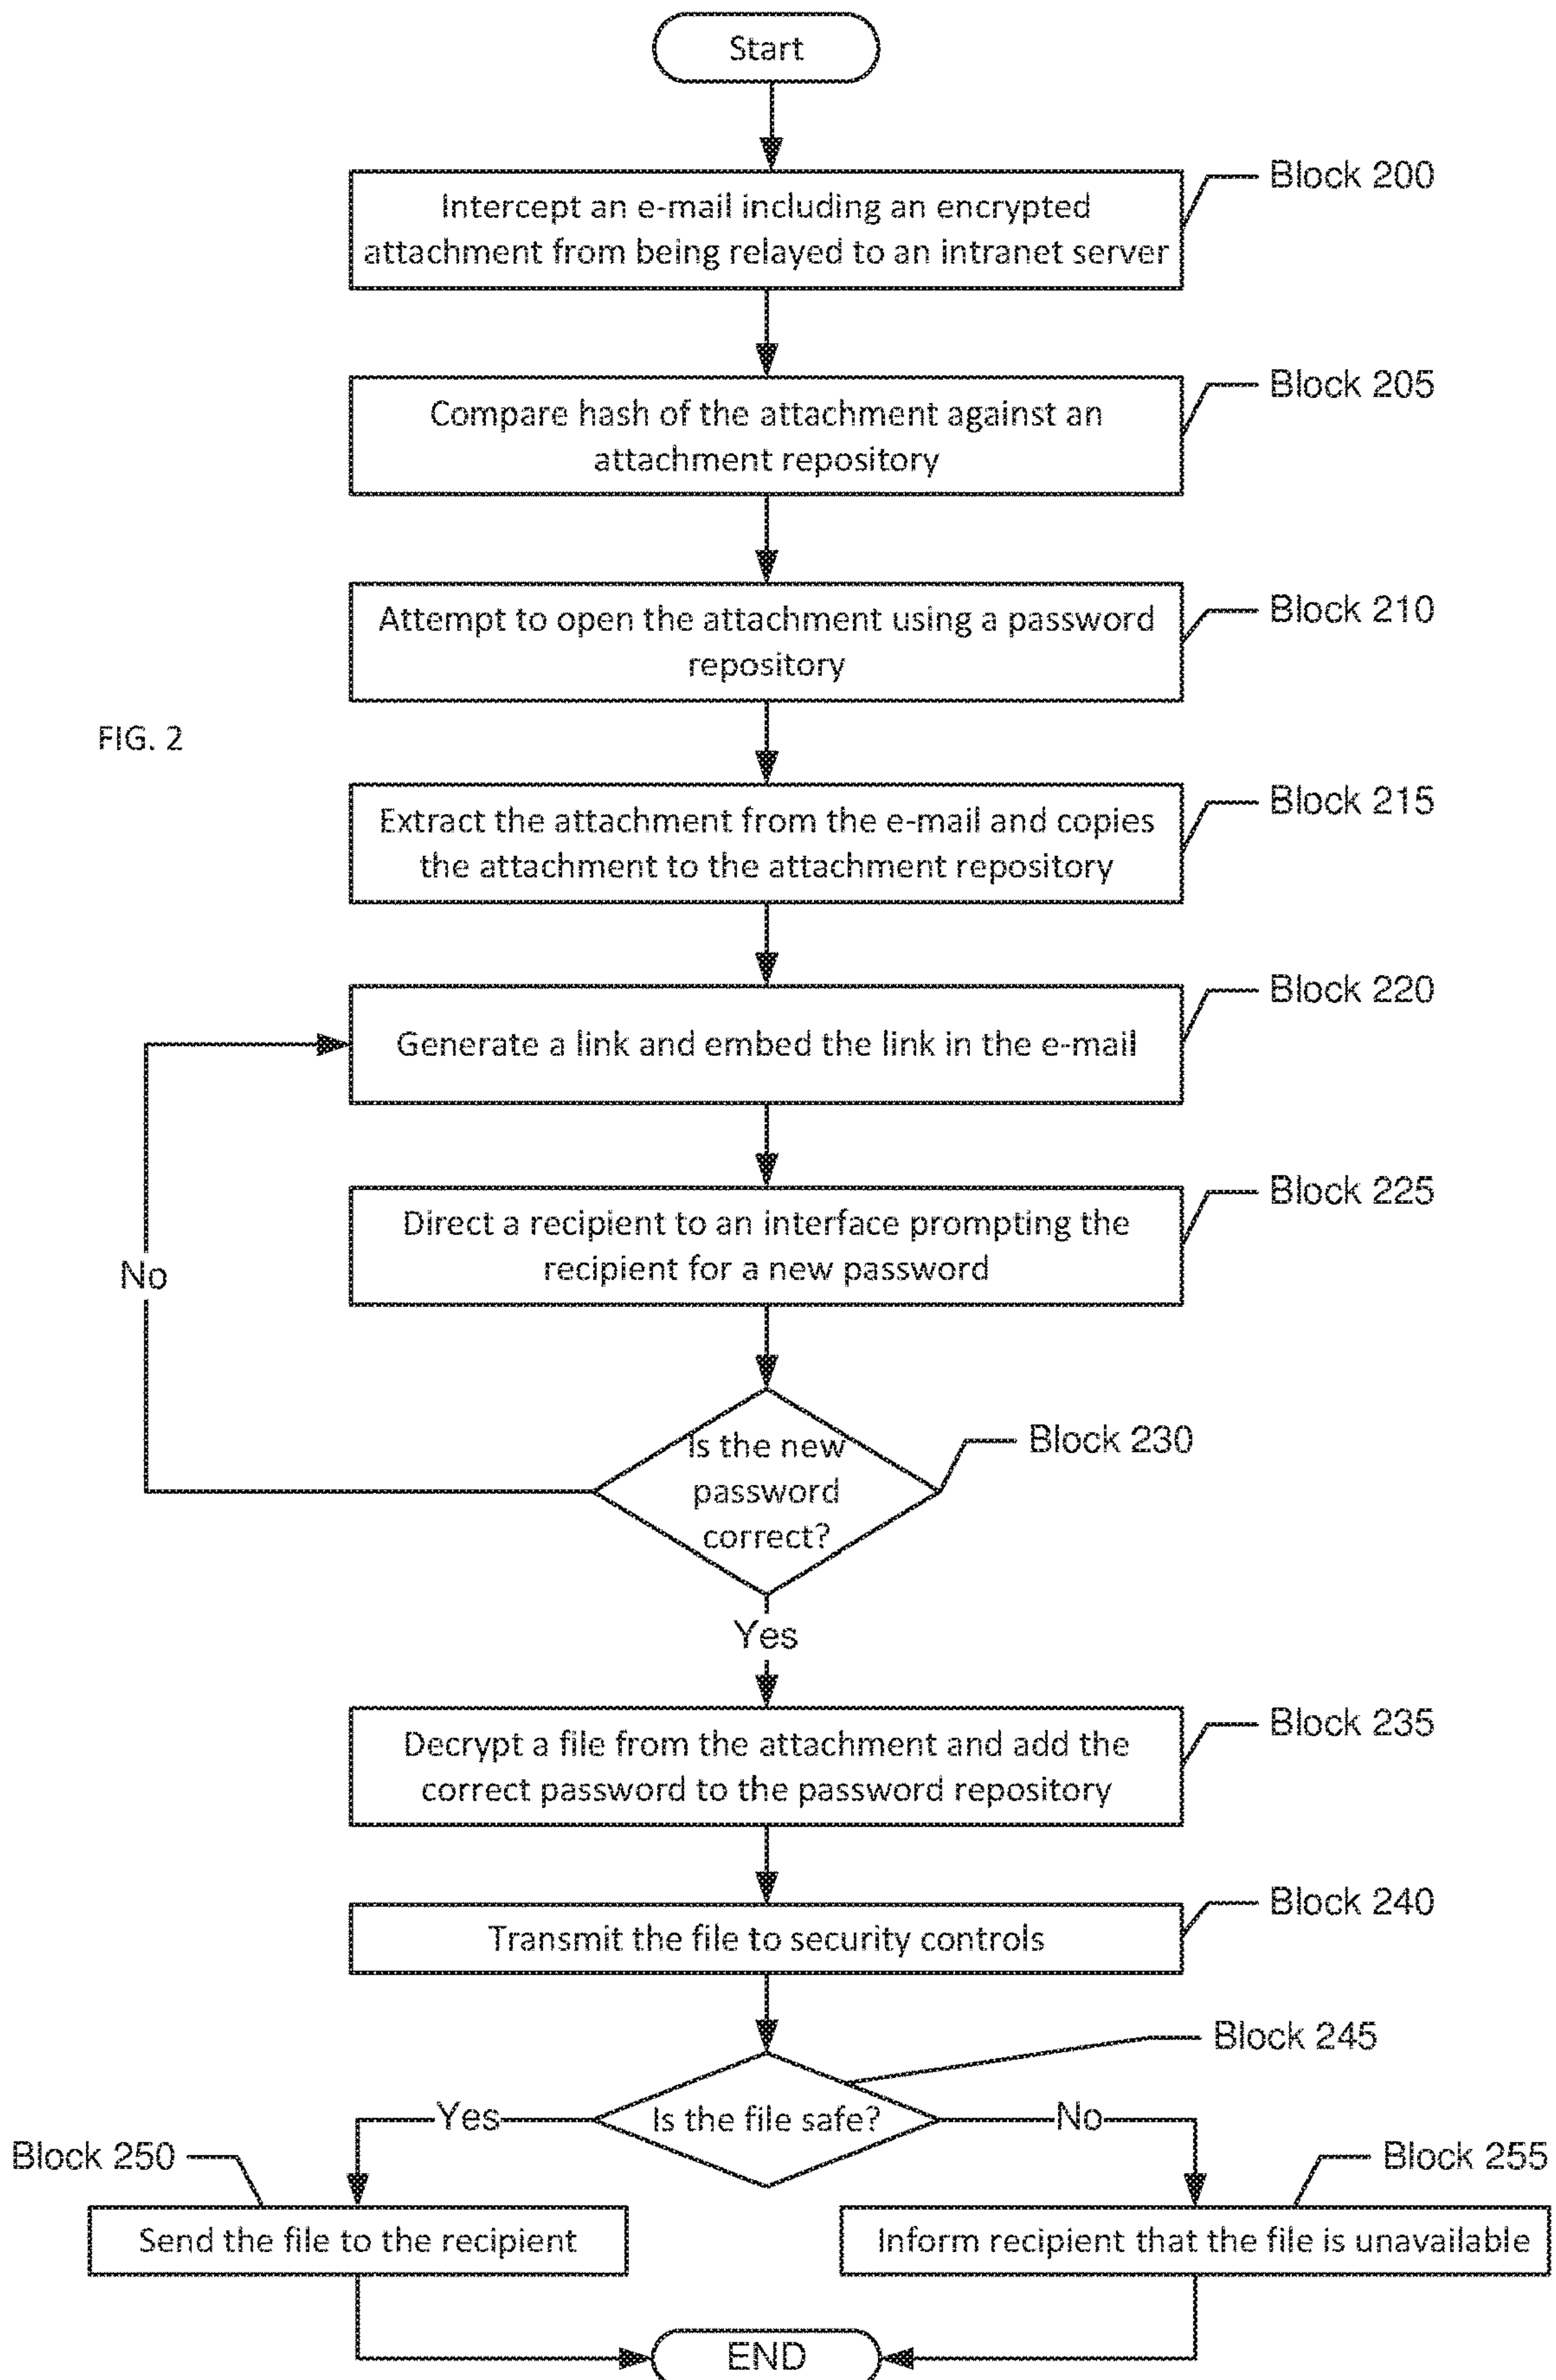 Start
Block 200
Intercept an e-mail including an encrypted
attachment from being relayed to an intranet server
Block 205
Compare hash of the attachment against an
attachment repository
Block 210
Attempt to open the attachment using a password
repository
FIG. 2
Block 215
Extract the attachment from the e-mail and copies
the attachment to the attachment repository
Block 220
Generate a link and embed the link in the e-mail
Block 225
Direct a recipient to an interface prompting the
recipient for a new password
No
Block 230
Is the new
password
correct?
Yes
Block 235
Decrypt a file from the attachment and add the
correct password to the password repository
Block 240
Transmit the file to security controls
Block 245
Yes
Is the file safe?
No
Block 250
Block 255
Send the file to the recipient
Inform recipient that the file is unavailable
END